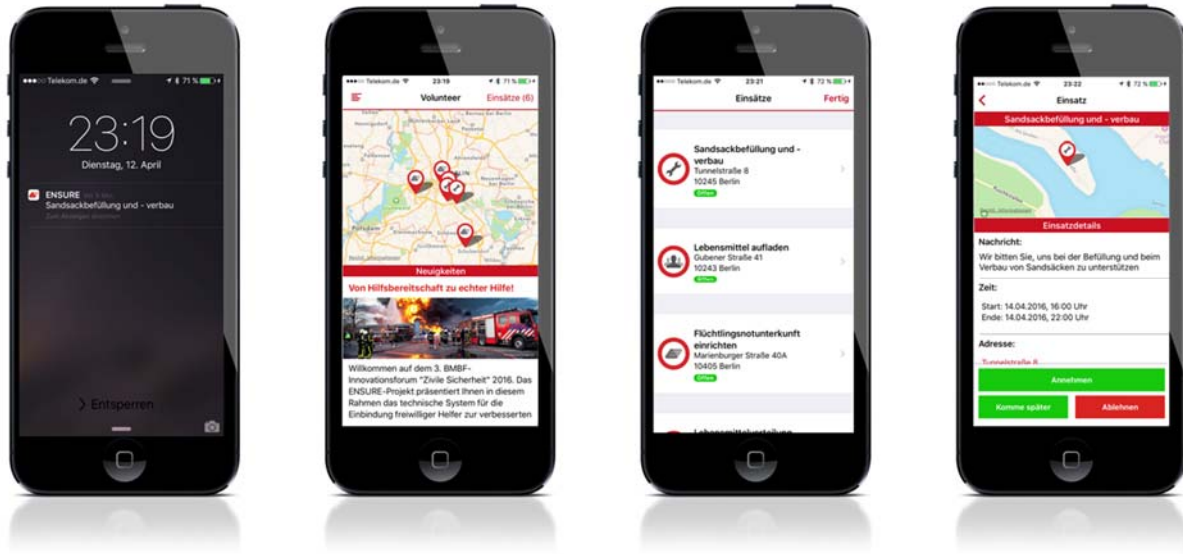 Telekom.de
71 %
23:19
Dienstag, 12. April
ENSURE
Sandsackbefüllung und - verbau
> Entsperren
Telekom.de
23:19
71 %
Volunteer
Einsätze (6)
Potsdam
Neuigkeiten
Von Hilfsbereitschaft zu echter Hilfe!
Willkommen auf dem 3. BMBF-
Innovationsforum "Zivile Sicherheit" 2016. Das
ENSURE-Projekt präsentiert Ihnen in diesem
Rahmen das technische System für die
Einbindung freiwilliger Helfer zur verbesserten
Telekom.de
23:21
72 %
Einsätze
Fertig
Sandsackbefüllung und -
verbau
Tunnelstraße 8
10245 Berlin
Offen
Lebensmittel aufladen
Gubener Straße 41
10243 Berlin
Offen
Flüchtlingsnotunterkunft
einrichten
Marienburger Straße 40A
10405 Berlin
Offen
Telekom.de
23:22
72 %
Einsatz
Sandsackbefüllung und - verbau
Einsatzdetails
Nachricht:
Wir bitten Sie, uns bei der Befüllung und beim
Verbau von Sandsäcken zu unterstützen
Zeit:
Start: 14.04.2016, 16:00 Uhr
Ende: 14.04.2016, 22:00 Uhr
Adresse:
Tunnelstraße 8
Annehmen
Komme später
Ablehnen